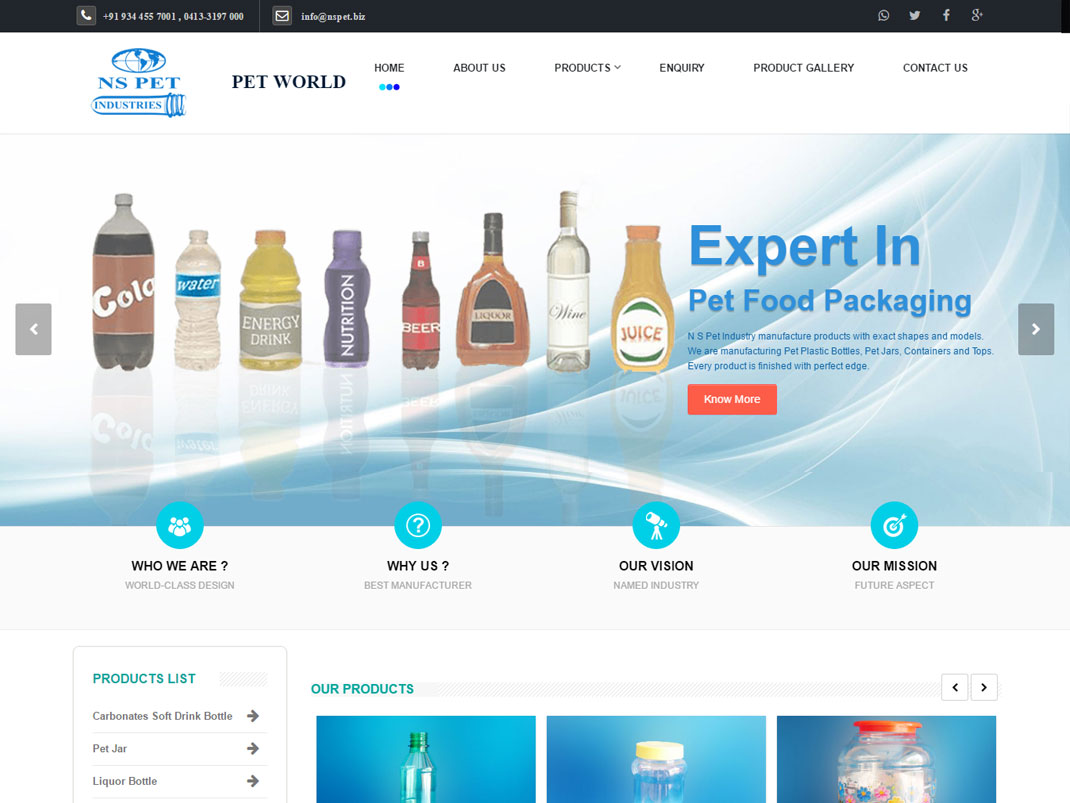 +91 934 455 7001 , 0413-3197 000
info@nspet.biz
NS PET
INDUSTRIES
PET WORLD
HOME
ABOUT US
PRODUCTS
ENQUIRY
PRODUCT GALLERY
CONTACT US
Cola
water
ENERGY
DRINK
NUTRITION
B
BEER
LIQUOR
Wine
JUICE
Expert In
Pet Food Packaging
N S Pet Industry manufacture products with exact shapes and models.
We are manufacturing Pet Plastic Bottles, Pet Jars, Containers and Tops.
Every product is finished with perfect edge.
Know More
WHO WE ARE ?
WORLD-CLASS DESIGN
WHY US ?
BEST MANUFACTURER
OUR VISION
NAMED INDUSTRY
OUR MISSION
FUTURE ASPECT
PRODUCTS LIST
Carbonates Soft Drink Bottle
Pet Jar
Liquor Bottle
OUR PRODUCTS